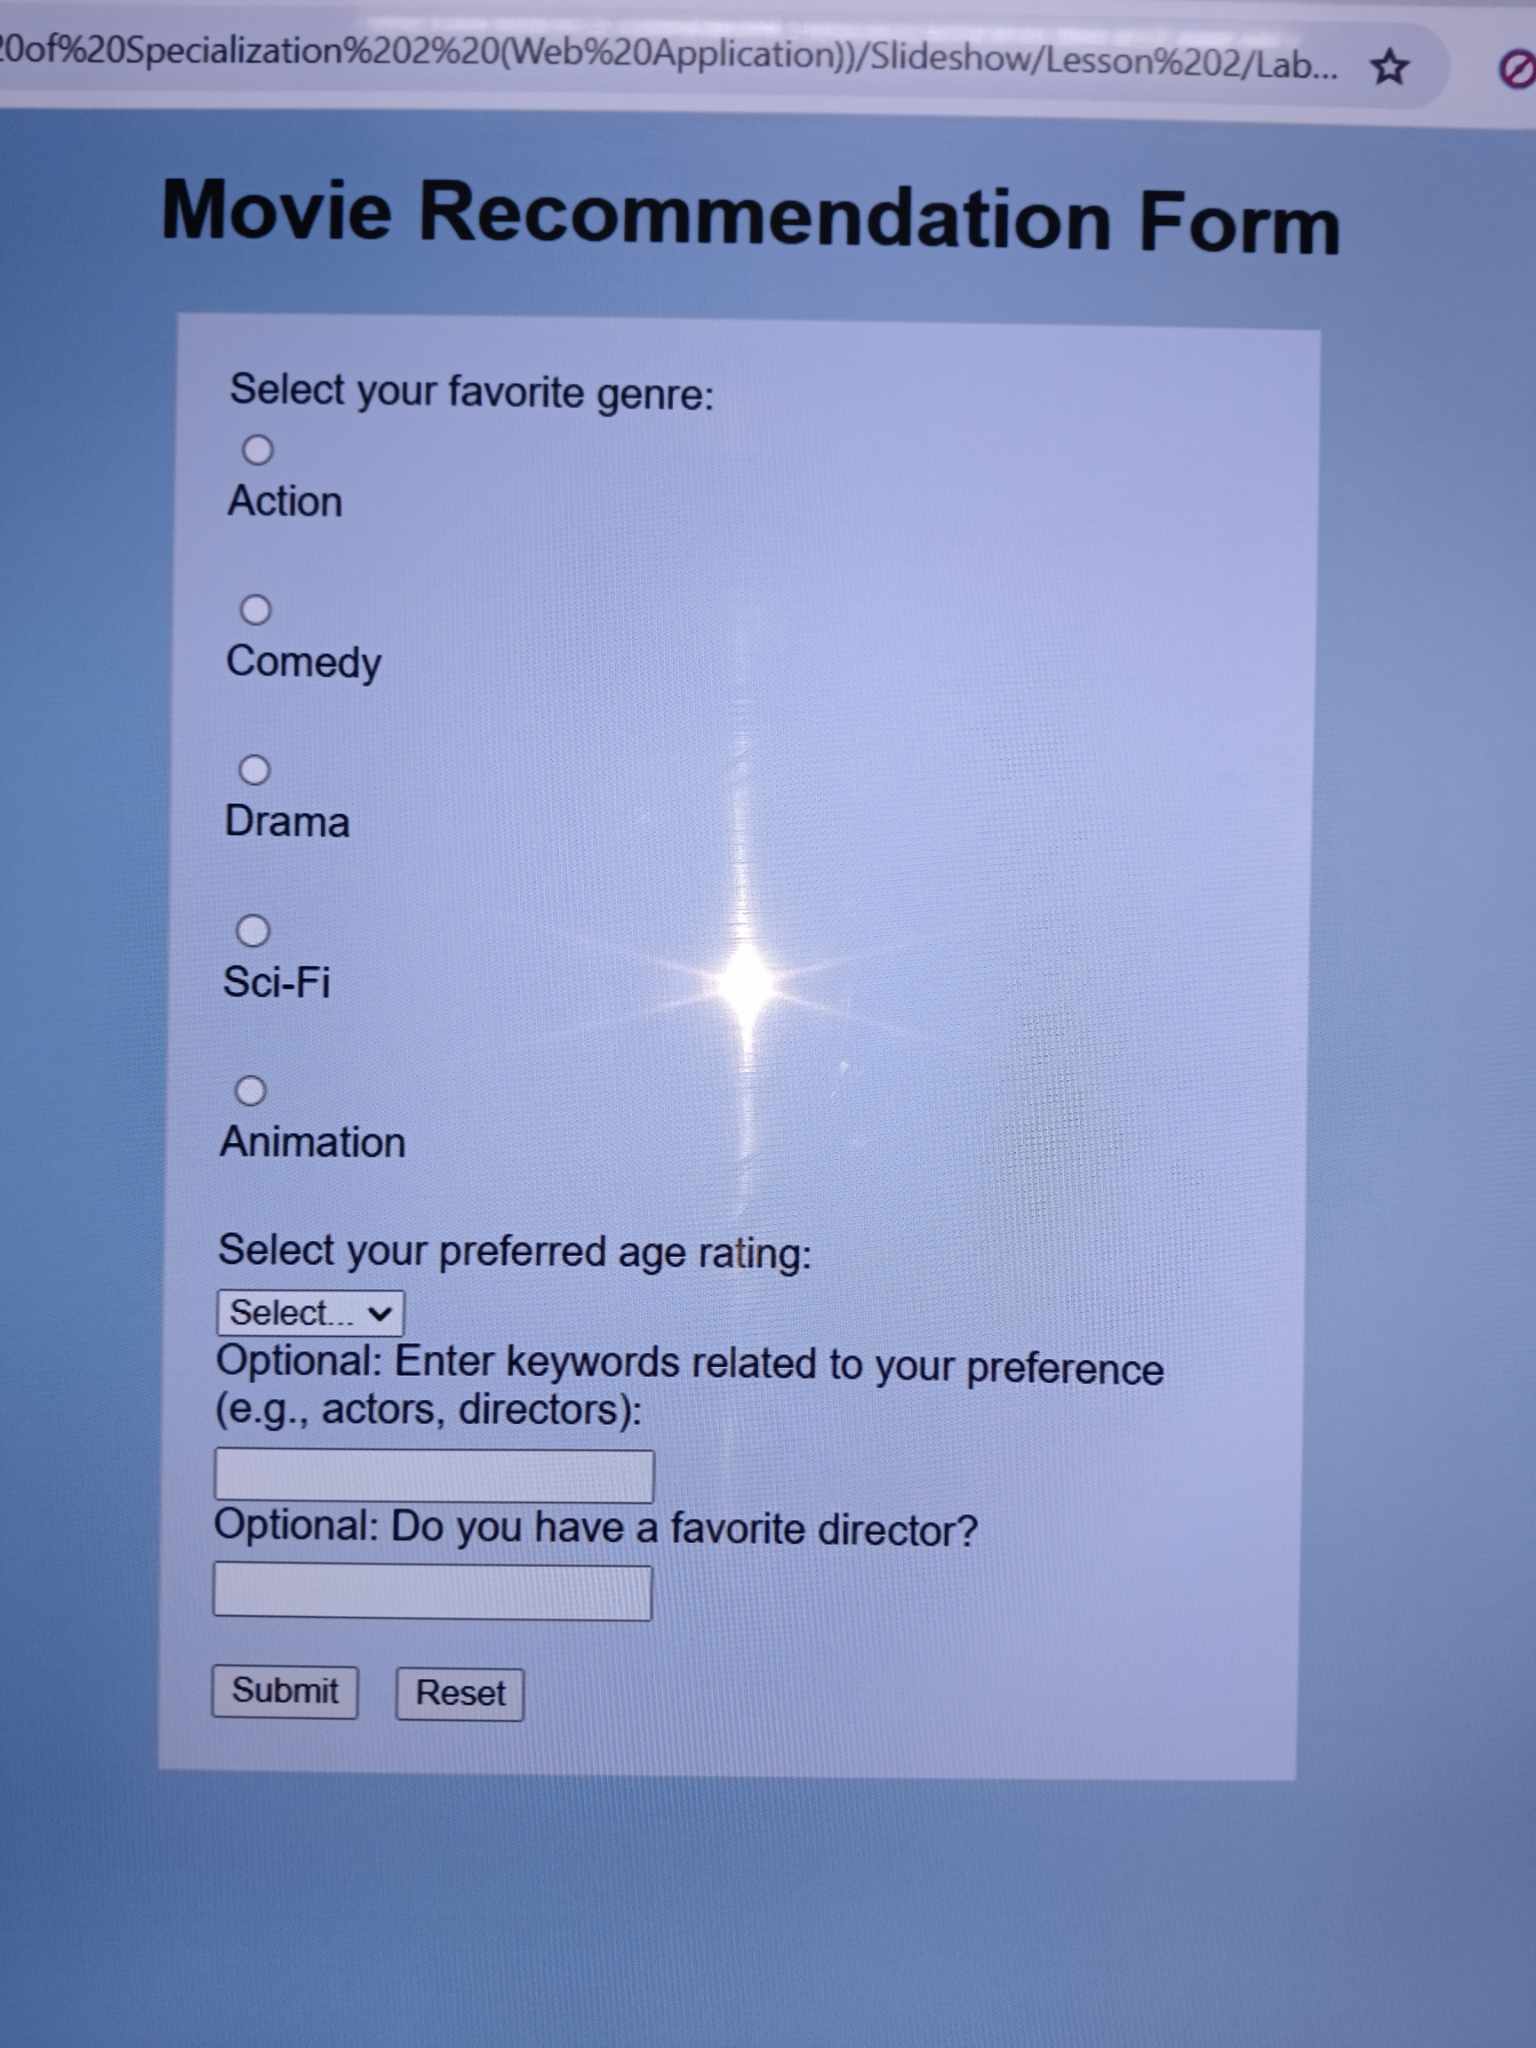 20of%20Specialization%202%20(Web%20Application))/Slideshow/Lesson%202/Lab...
Movie Recommendation Form
Select your favorite genre:
Action
Comedy
Drama
Sci-Fi
Animation
Select your preferred age rating:
Select...
Optional: Enter keywords related to your preference
(e.g., actors, directors):
Optional: Do you have a favorite director?
Submit Reset